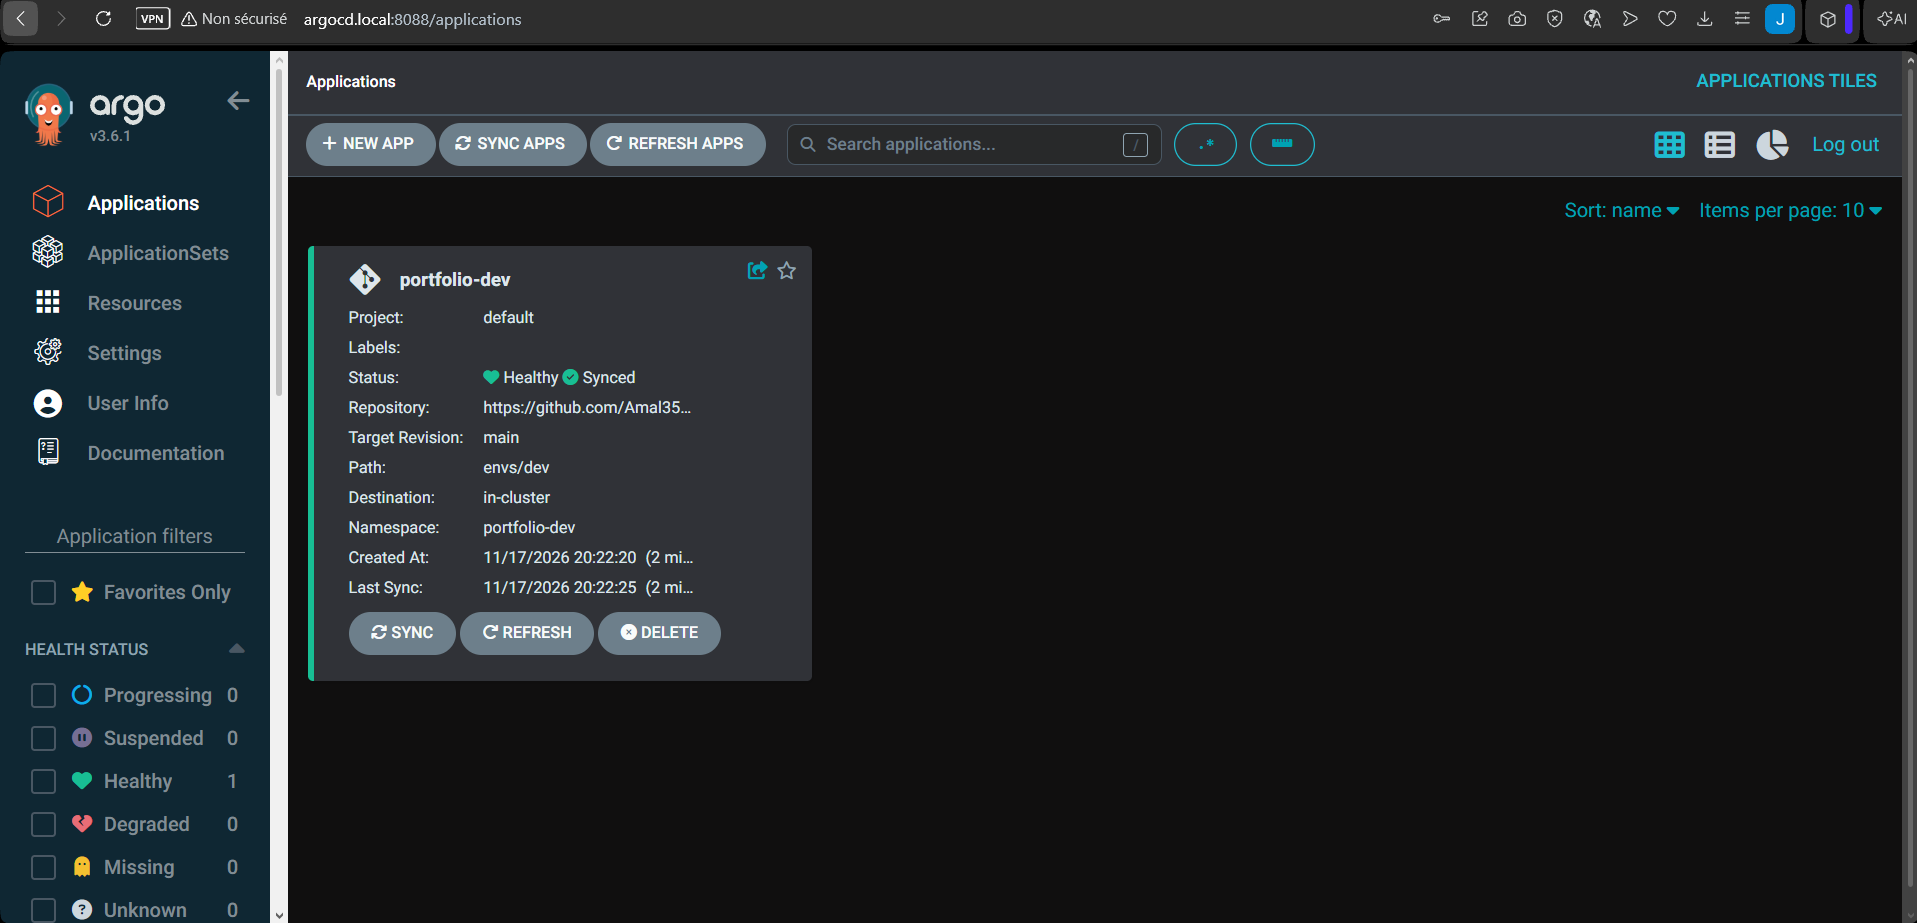 VPN Non sécurisé argocd.local:8088/applications J AI
argo
v3.6.1
Applications
ApplicationSets
Resources
Settings
User Info
Documentation
Application filters
Favorites Only
HEALTH STATUS
Progressing 0
Suspended 0
Healthy 1
Degraded 0
Missing 0
Unknown 0
Applications APPLICATIONS TILES
NEW APP SYNC APPS REFRESH APPS Search applications... / .* Log out
Sort: name Items per page: 10
portfolio-dev
Project: default
Labels:
Status: Healthy Synced
Repository: https://github.com/Amal35...
Target Revision: main
Path: envs/dev
Destination: in-cluster
Namespace: portfolio-dev
Created At: 11/17/2026 20:22:20 (2 mi...
Last Sync: 11/17/2026 20:22:25 (2 mi...
SYNC REFRESH DELETE